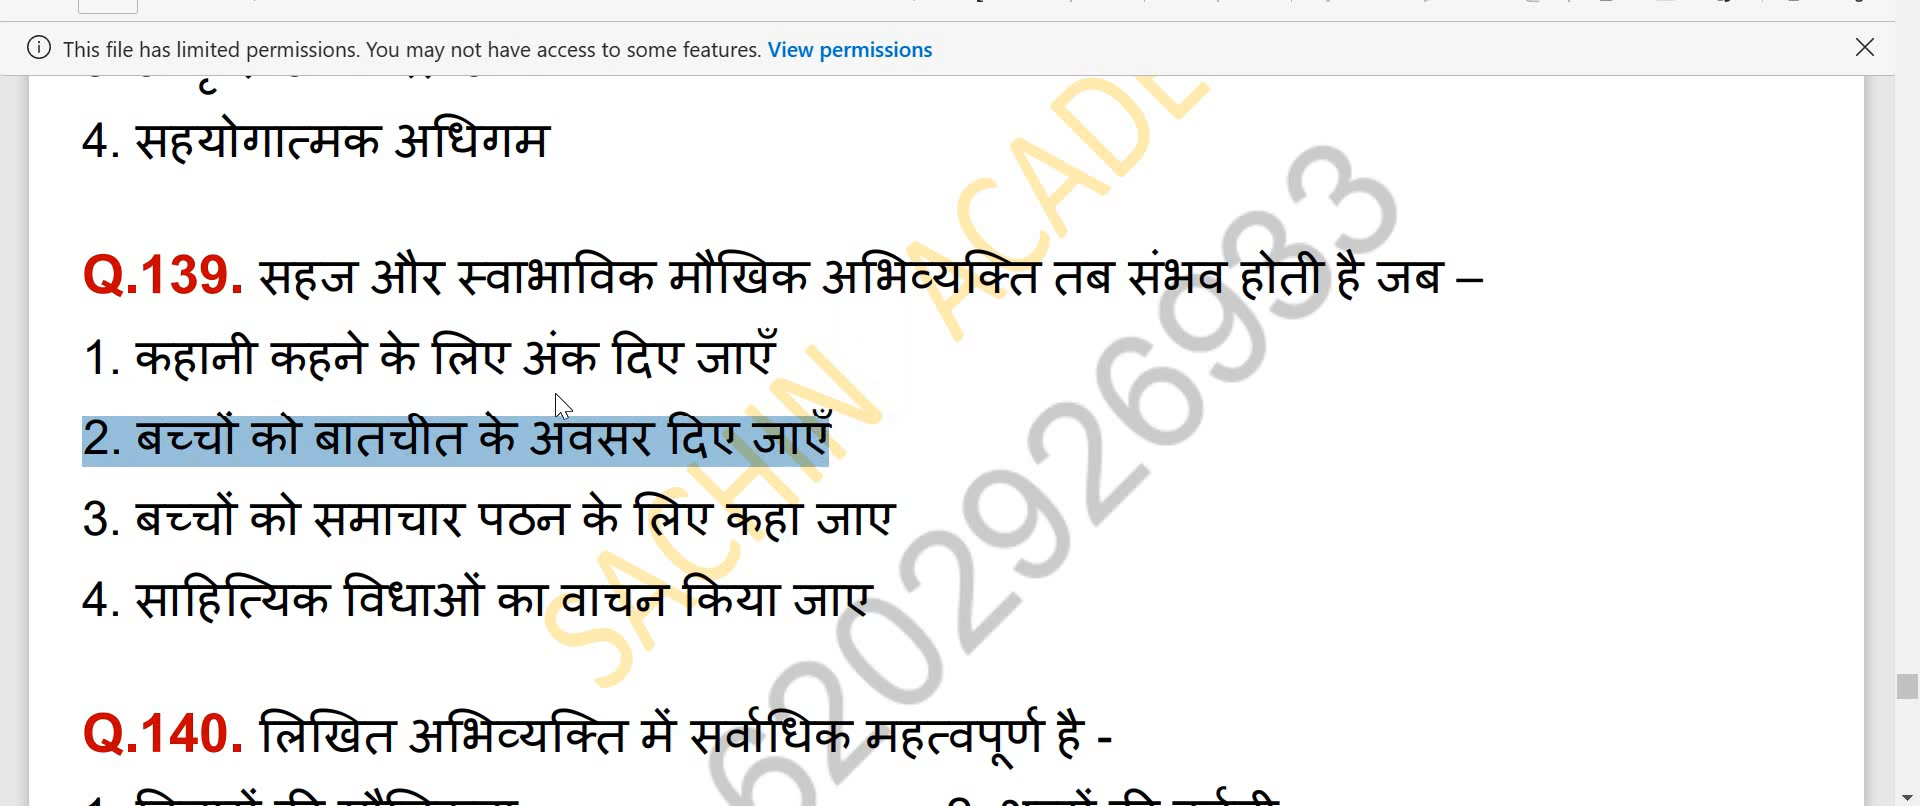 This file has limited permissions. You may not have access to some features. View permissions
4. सहयोगात्मक अधिगम
Q.139. सहज और स्वाभाविक मौखिक अभिव्यक्ति तब संभव होती है जब –
1. कहानी कहने के लिए अंक दिए जाएँ
2. बच्चों को बातचीत के अवसर दिए जाएँ
3. बच्चों को समाचार पठन के लिए कहा जाए
4. साहित्यिक विधाओं का वाचन किया जाए
Q.140. लिखित अभिव्यक्ति में सर्वाधिक महत्वपूर्ण है -
SACHIN ACADE
6202926933